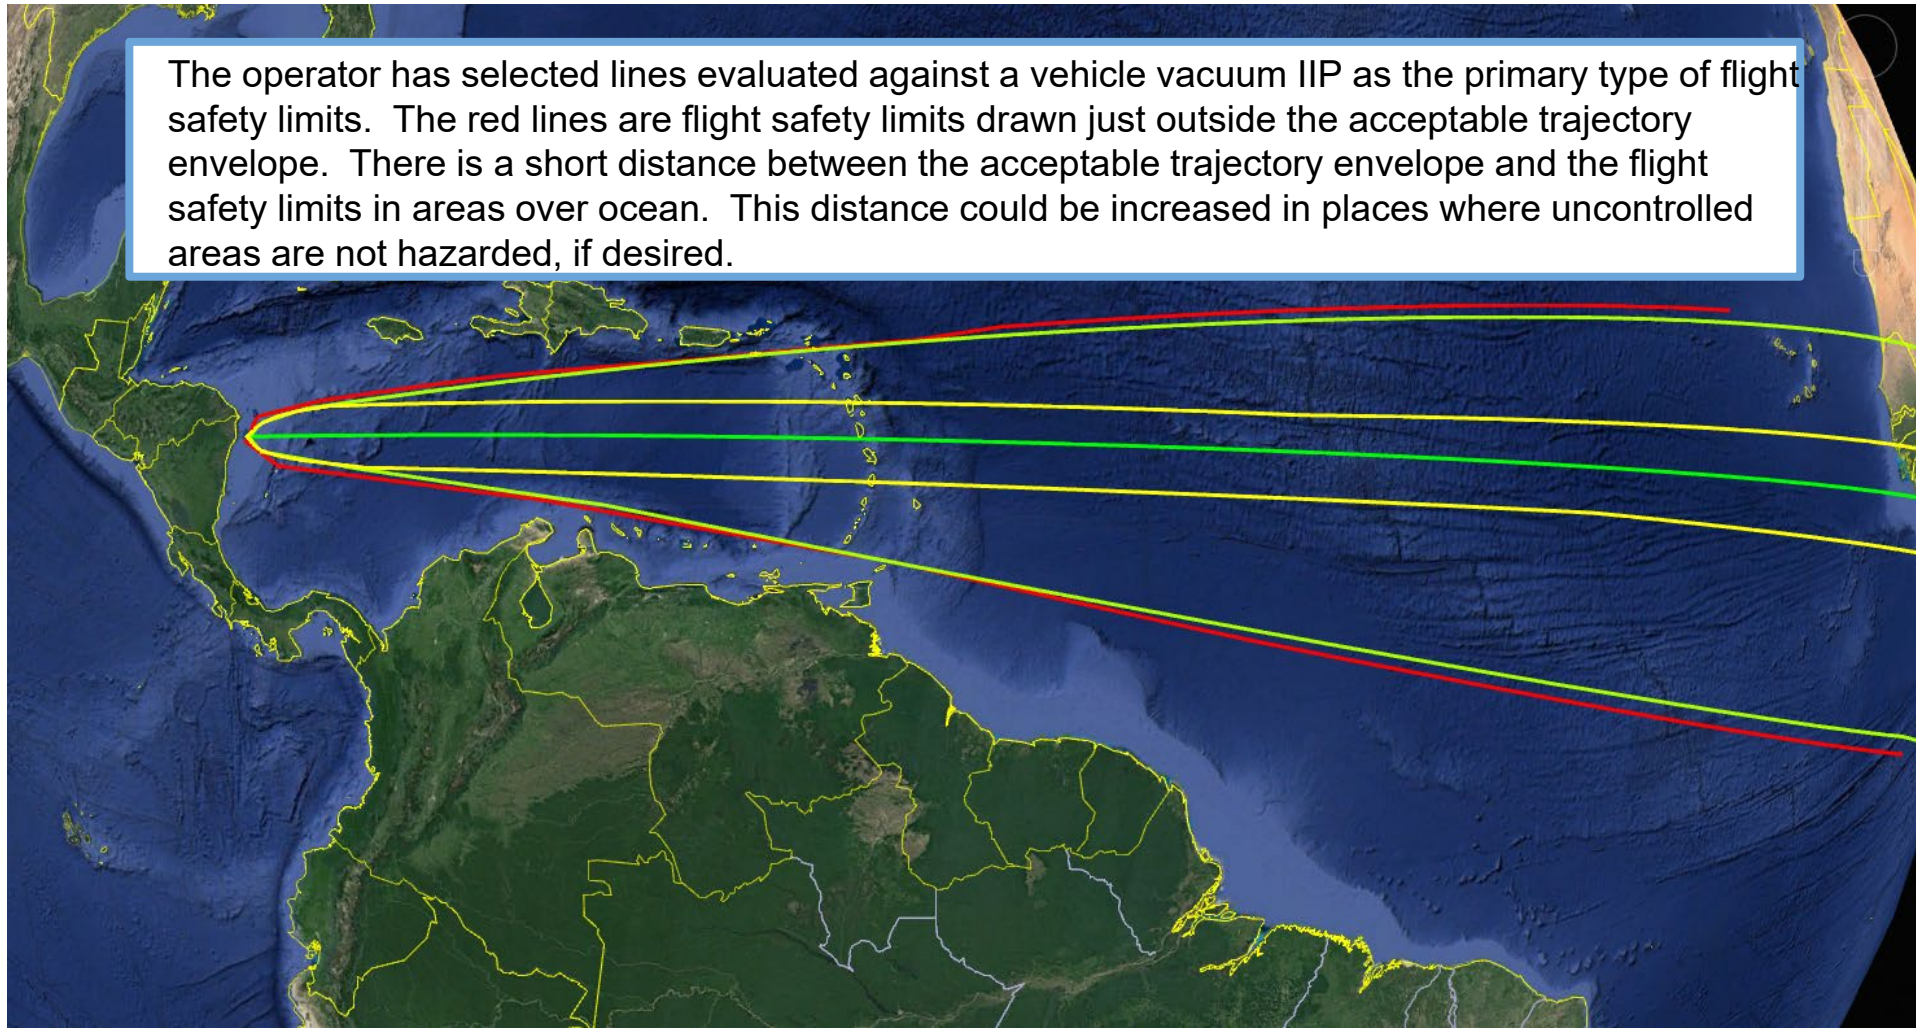 The operator has selected lines evaluated against a vehicle vacuum IIP as the primary type of flight
safety limits.  The red lines are flight safety limits drawn just outside the acceptable trajectory
envelope.  There is a short distance between the acceptable trajectory envelope and the flight
safety limits in areas over ocean.  This distance could be increased in places where uncontrolled
areas are not hazarded, if desired.